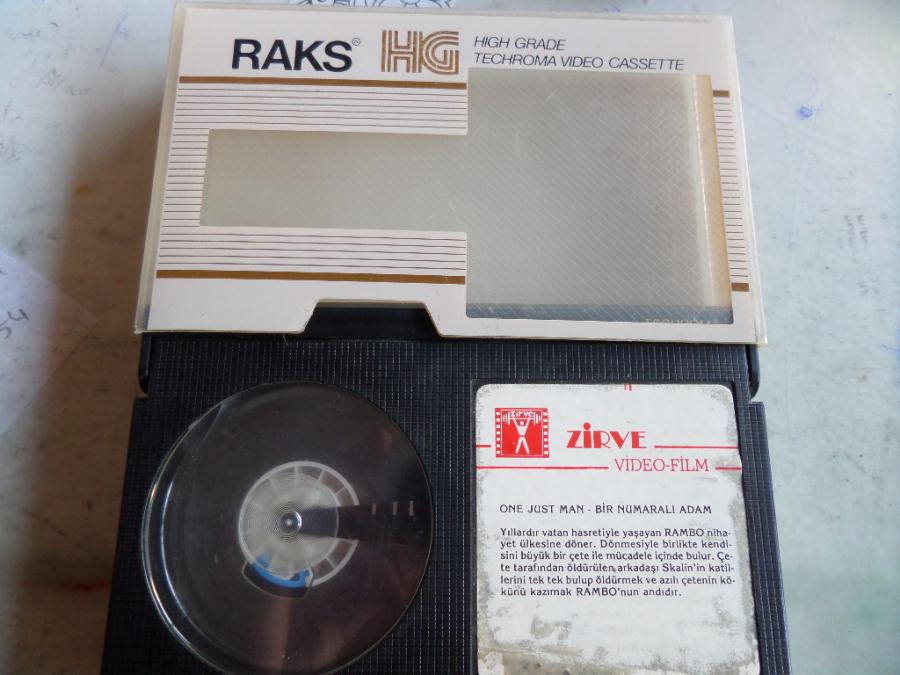 RAKS® HG HIGH GRADE
TECHROMA VIDEO CASSETTE
ZİRVE
ZİRVE
VİDEO-FİLM
ONE JUST MAN - BİR NUMARALI ADAM
Yıllardır vatan hasretiyle yaşayan RAMBO niha-
yet ülkesine döner. Dönmesiyle birlikte kendi-
sini büyük bir çete ile mücadele içinde bulur. Çe-
te tarafından öldürülen, arkadaşı Skalin'in katil-
lerini tek tek bulup öldürmek ve azılı çetenin kö-
künü kazımak RAMBO'nun andıdır.
54